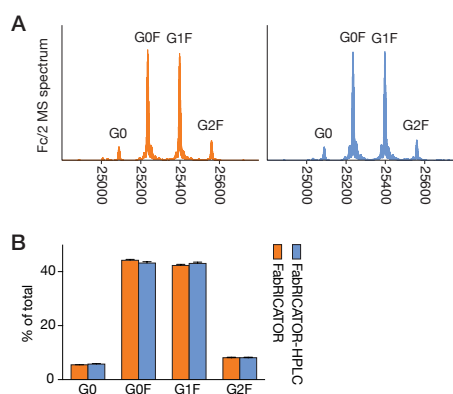 A
Fc/2 MS spectrum
G0
G0F
G1F
G2F
25000
25200
25400
25600
G0
G0F
G1F
G2F
25000
25200
25400
25600
B
% of total
40
20
0
G0
G0F
G1F
G2F
FabRICATOR
FabRICATOR-HPLC